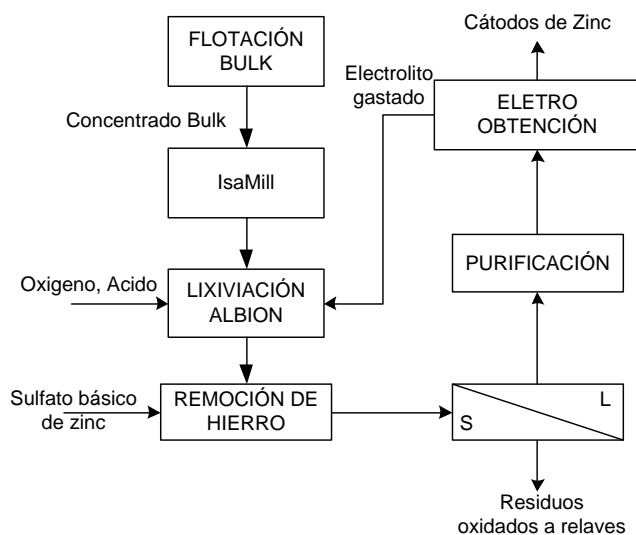 FLOTACIÓN
BULK
Cátodos de Zinc
Electrolito
gastado
ELETRO
OBTENCIÓN
Concentrado Bulk
IsaMill
PURIFICACIÓN
Oxigeno, Acido
LIXIVIACIÓN
ALBION
Sulfato básico
de zinc
REMOCIÓN DE
HIERRO
L
S
Residuos
oxidados a relaves